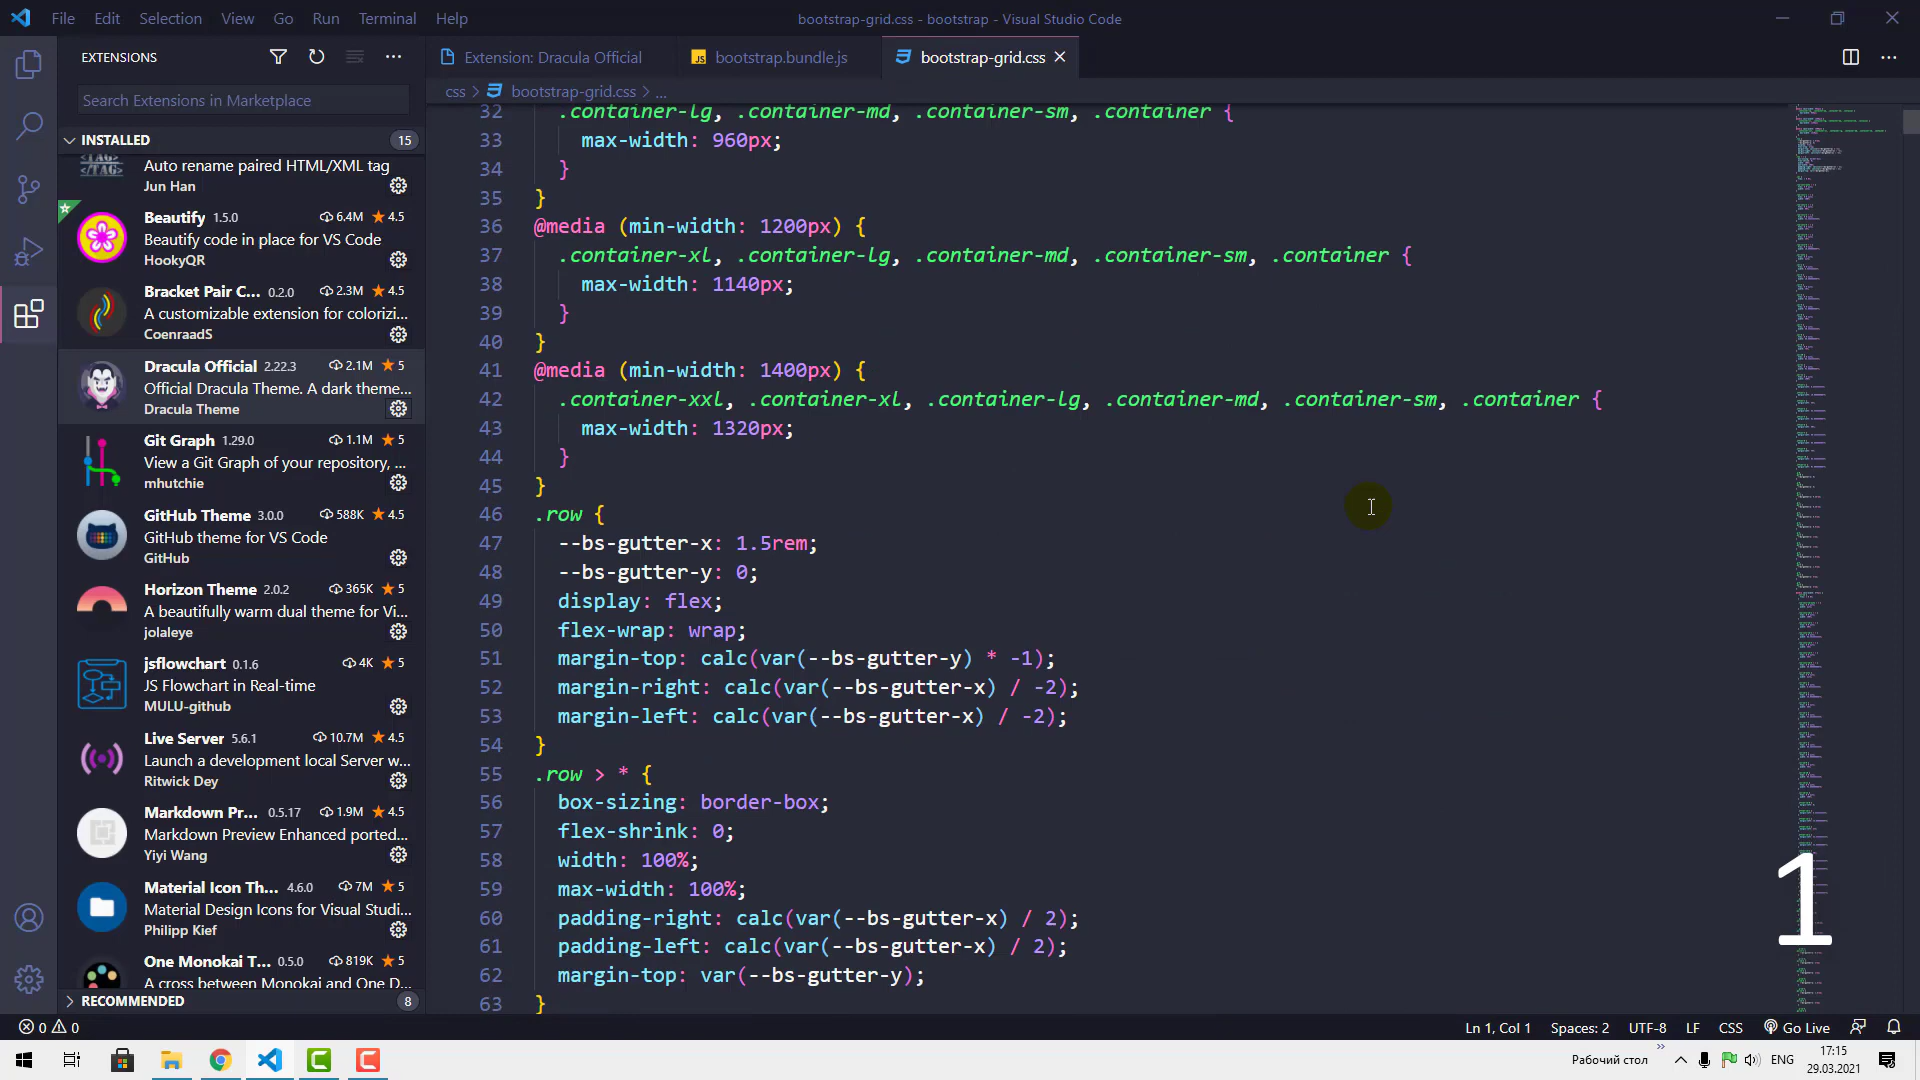 File Edit Selection View Go Run Terminal Help
bootstrap-grid.css - bootstrap - Visual Studio Code
EXTENSIONS
Search Extensions in Marketplace
INSTALLED 15
</TAG>
Auto rename paired HTML/XML tag
Jun Han
Beautify 1.5.0 6.4M 4.5
Beautify code in place for VS Code
HookyQR
Bracket Pair C... 0.2.0 2.3M 4.5
A customizable extension for colorizi...
CoenraadS
Dracula Official 2.22.3 2.1M 5
Official Dracula Theme. A dark theme...
Dracula Theme
Git Graph 1.29.0 1.1M 5
View a Git Graph of your repository, ...
mhutchie
GitHub Theme 3.0.0 588K 4.5
GitHub theme for VS Code
GitHub
Horizon Theme 2.0.2 365K 5
A beautifully warm dual theme for Vi...
jolaleye
jsflowchart 0.1.6 4K 5
JS Flowchart in Real-time
MULU-github
Live Server 5.6.1 10.7M 4.5
Launch a development local Server w...
Ritwick Dey
Markdown Pr... 0.5.17 1.9M 4.5
Markdown Preview Enhanced ported...
Yiyi Wang
Material Icon Th... 4.6.0 7M 5
Material Design Icons for Visual Studi...
Philipp Kief
One Monokai T... 0.5.0 819K 5
A cross between Monokai and One D...
RECOMMENDED 8
Extension: Dracula Official
JS bootstrap.bundle.js
bootstrap-grid.css
css > bootstrap-grid.css > ...
32 .container-lg, .container-md, .container-sm, .container {
33 max-width: 960px;
34 }
35 }
36 @media (min-width: 1200px) {
37 .container-xl, .container-lg, .container-md, .container-sm, .container {
38 max-width: 1140px;
39 }
40 }
41 @media (min-width: 1400px) {
42 .container-xxl, .container-xl, .container-lg, .container-md, .container-sm, .container {
43 max-width: 1320px;
44 }
45 }
46 .row {
47 --bs-gutter-x: 1.5rem;
48 --bs-gutter-y: 0;
49 display: flex;
50 flex-wrap: wrap;
51 margin-top: calc(var(--bs-gutter-y) * -1);
52 margin-right: calc(var(--bs-gutter-x) / -2);
53 margin-left: calc(var(--bs-gutter-x) / -2);
54 }
55 .row > * {
56 box-sizing: border-box;
57 flex-shrink: 0;
58 width: 100%;
59 max-width: 100%;
60 padding-right: calc(var(--bs-gutter-x) / 2);
61 padding-left: calc(var(--bs-gutter-x) / 2);
62 margin-top: var(--bs-gutter-y);
63 }
1
0 0
Ln 1, Col 1 Spaces: 2 UTF-8 LF CSS Go Live
Рабочий стол » ENG
17:15
29.03.2021